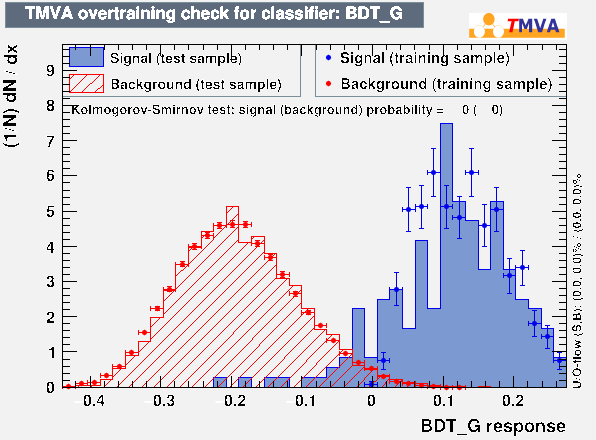 TMVA overtraining check for classifier: BDT_G
TMVA
Signal (test sample)
Background (test sample)
Signal (training sample)
Background (training sample)
Kolmogorov-Smirnov test: signal (background) probability = 0 ( 0)
(1/N) dN / dx
9
8
7
6
5
4
3
2
1
0
−0.4 −0.3 −0.2 −0.1 0 0.1 0.2
BDT_G response
U/O-flow (S,B): (0.0, 0.0)% / (0.0, 0.0)%